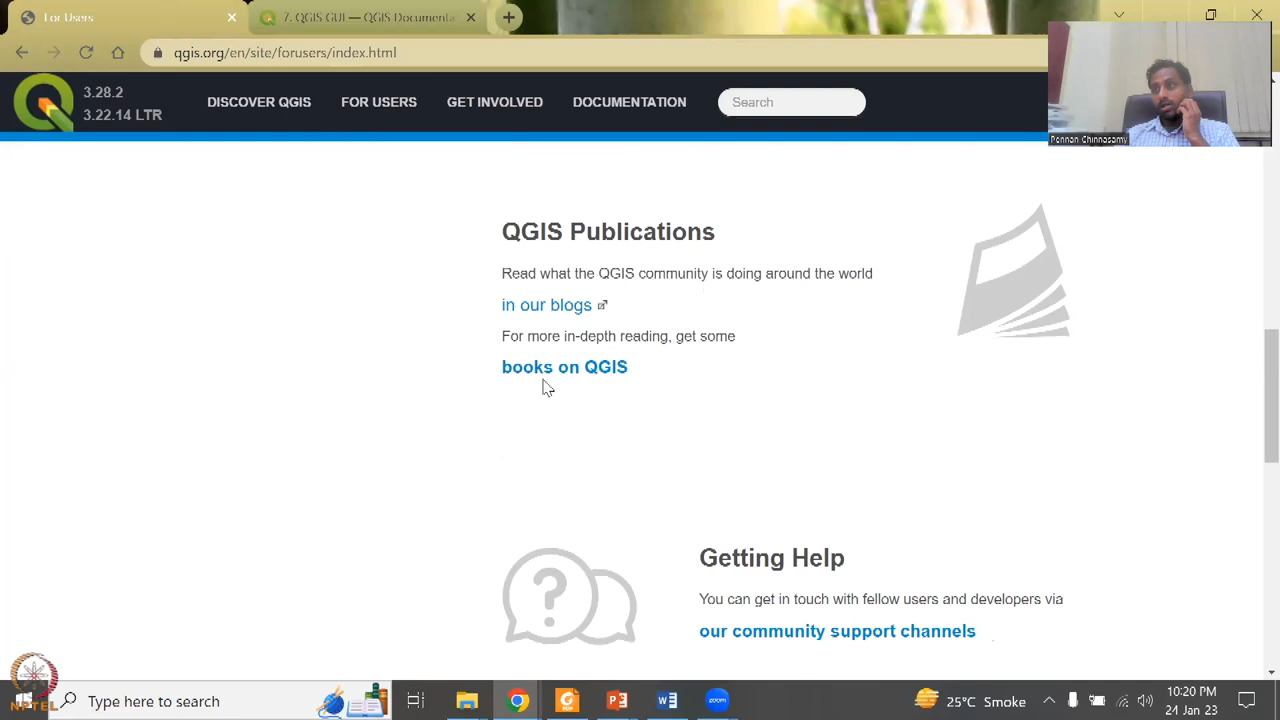 For Users
7. QGIS GUI — QGIS Documenta
qgis.org/en/site/forusers/index.html
3.28.2
3.22.14 LTR
DISCOVER QGIS
FOR USERS
GET INVOLVED
DOCUMENTATION
Search
Pennan Chinnasamy
QGIS Publications
Read what the QGIS community is doing around the world
in our blogs
For more in-depth reading, get some
books on QGIS
Getting Help
You can get in touch with fellow users and developers via
our community support channels
NPTEL
Type here to search
25°C Smoke
10:20 PM
24 Jan 23